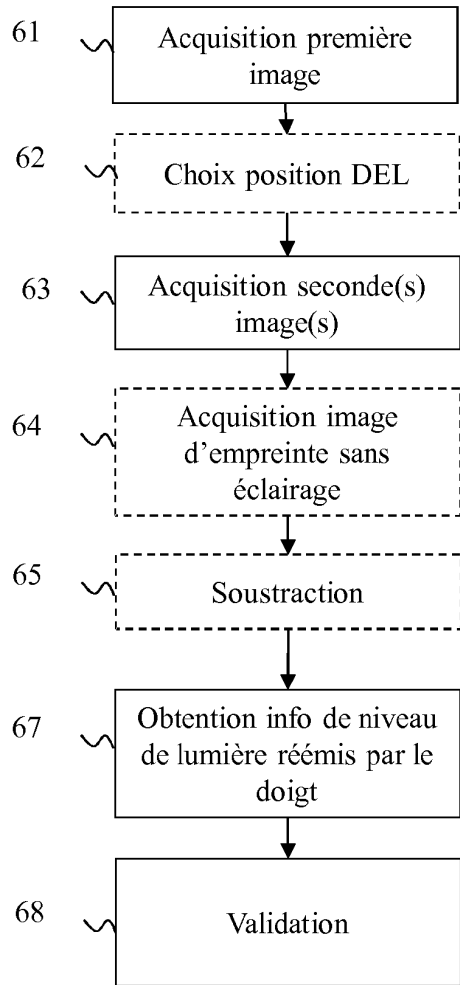 61
Acquisition première
image
62
Choix position DEL
63
Acquisition seconde(s)
image(s)
64
Acquisition image
d'empreinte sans
éclairage
65
Soustraction
67
Obtention info de niveau
de lumière réémis par le
doigt
68
Validation